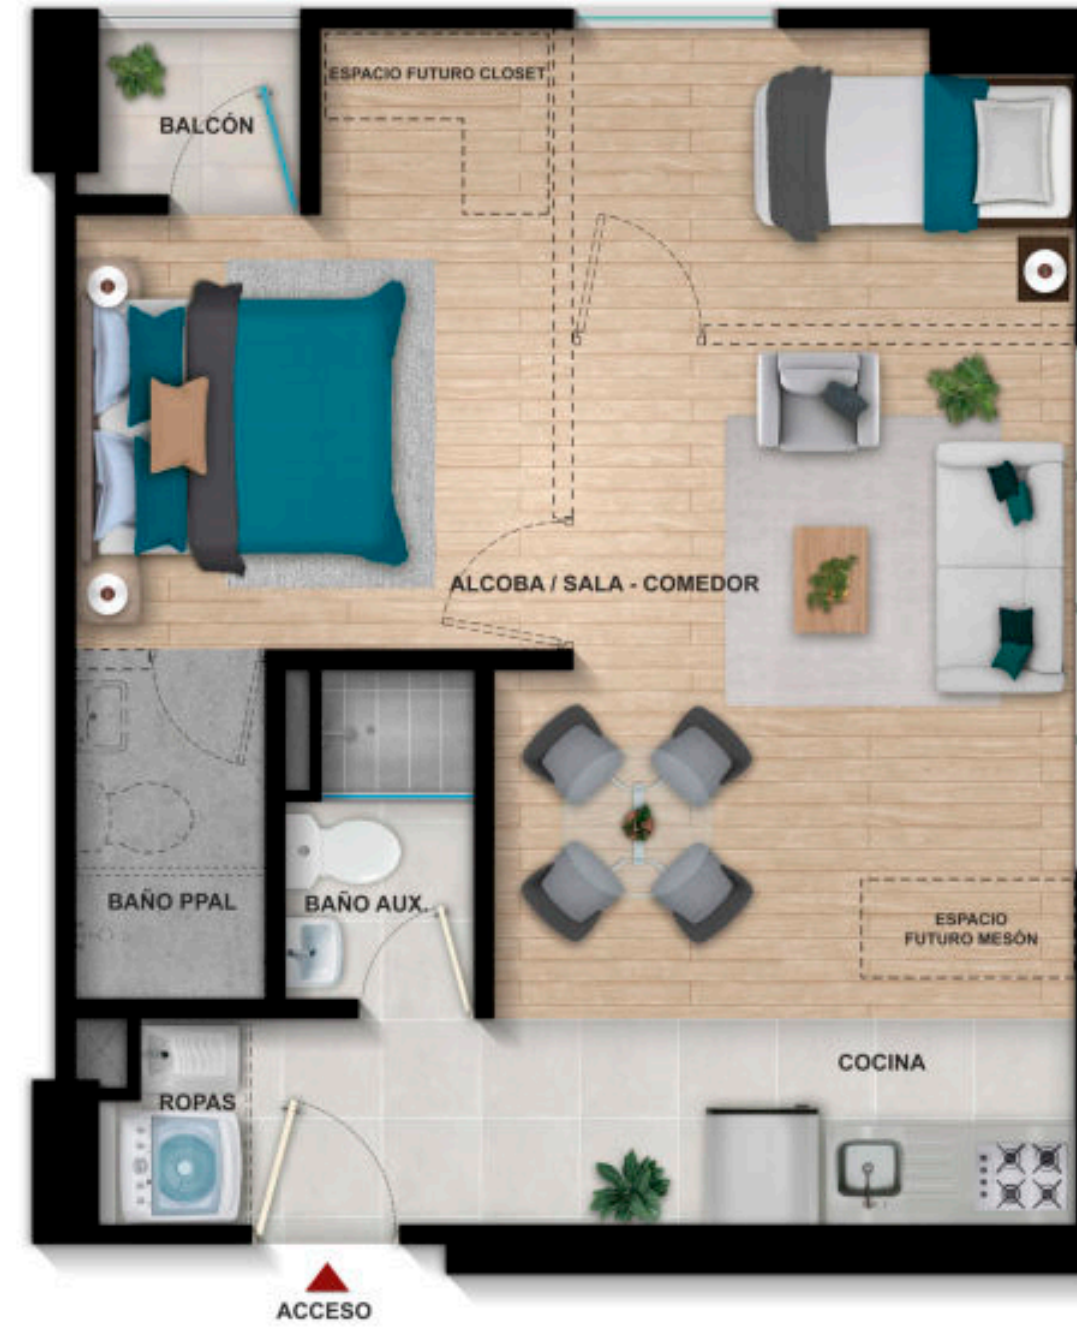 ESPACIO FUTURO CLOSET
BALCÓN
ALCOBA / SALA - COMEDOR
BAÑO PPAL
BAÑO AUX.
ESPACIO
FUTURO MESÓN
COCINA
ROPAS
ACCESO